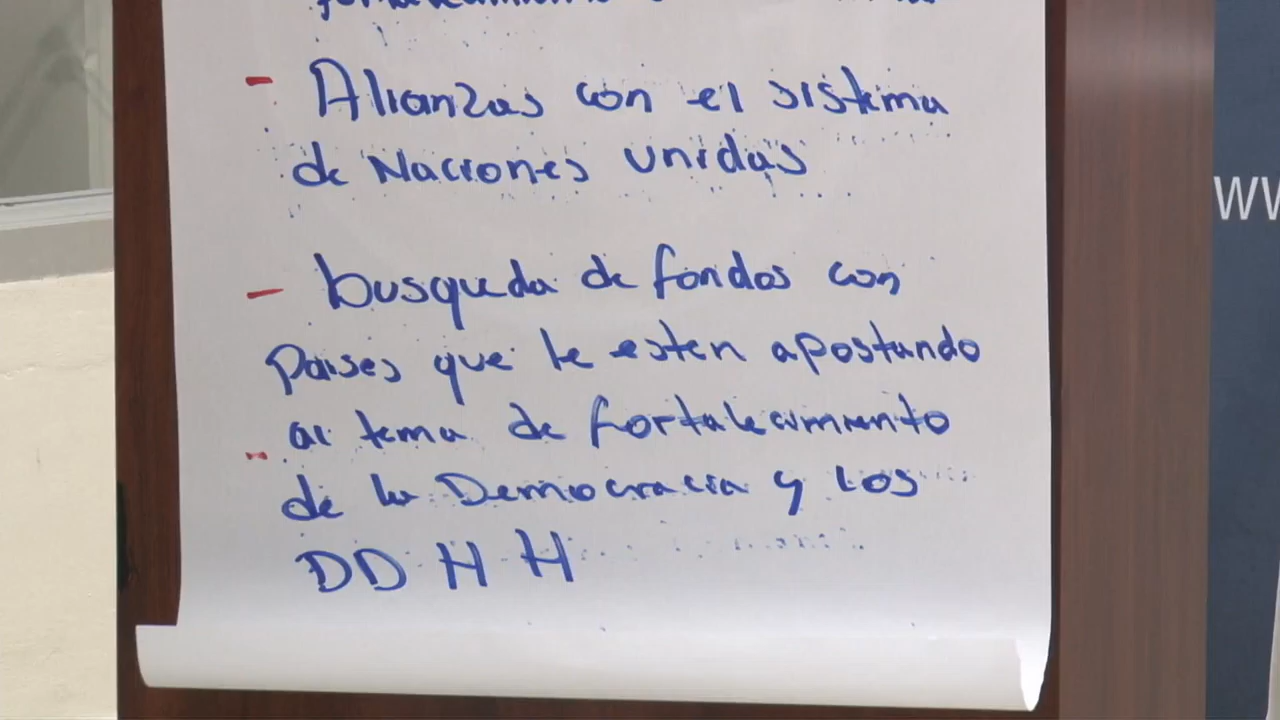 - Alianzas con el sistema
de Naciones unidas
- busqueda de fondos con
Paises que le esten apostando
al tema de fortalecimiento
de la Democracia y los
DD HH